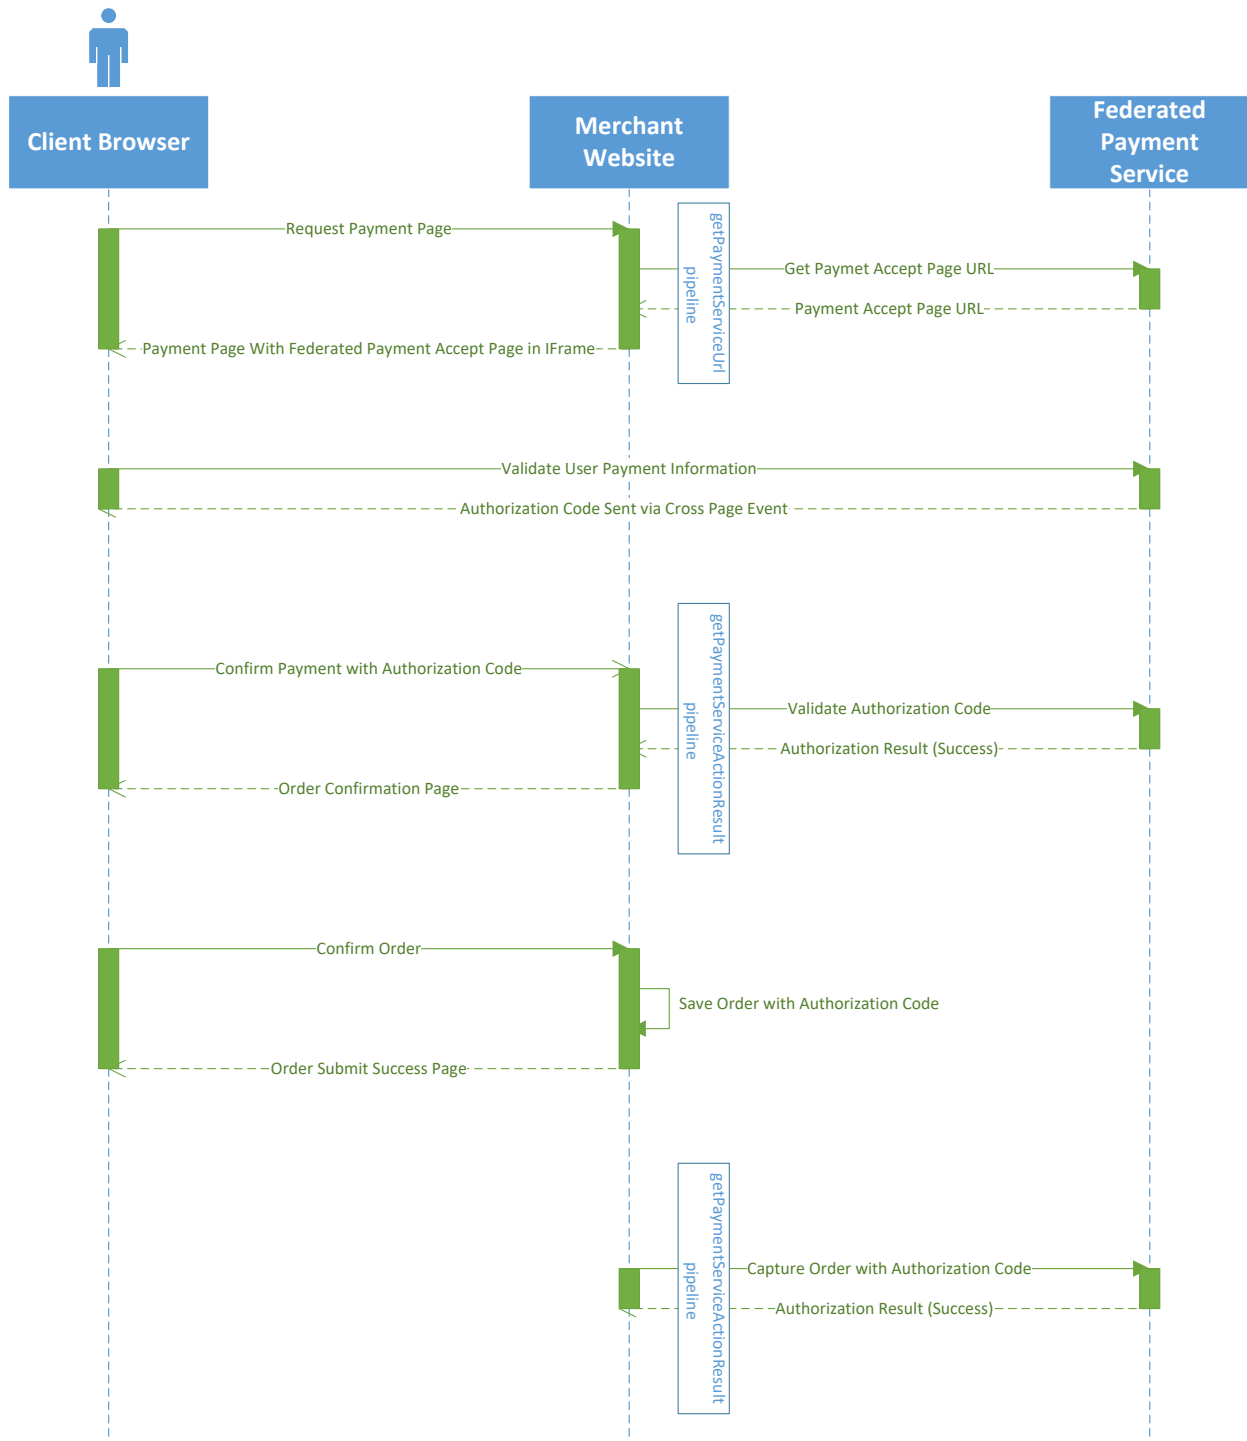 Client Browser
Merchant
Website
Federated
Payment
Service
Request Payment Page
getPaymentServiceUrl
pipeline
Get Paymet Accept Page URL
Payment Accept Page URL
Payment Page With Federated Payment Accept Page in IFrame
Validate User Payment Information
Authorization Code Sent via Cross Page Event
getPaymentServiceActionResult
pipeline
Confirm Payment with Authorization Code
Validate Authorization Code
Authorization Result (Success)
Order Confirmation Page
Confirm Order
Save Order with Authorization Code
Order Submit Success Page
getPaymentServiceActionResult
pipeline
Capture Order with Authorization Code
Authorization Result (Success)